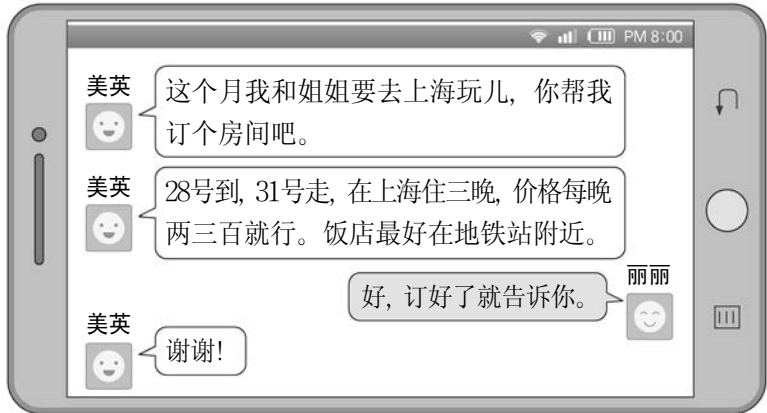 PM 8:00
美英
这个月我和姐姐要去上海玩儿, 你帮我
订个房间吧。
美英
28号到, 31号走, 在上海住三晚, 价格每晚
两三百就行。饭店最好在地铁站附近。
丽丽
好, 订好了就告诉你。
美英
谢谢!